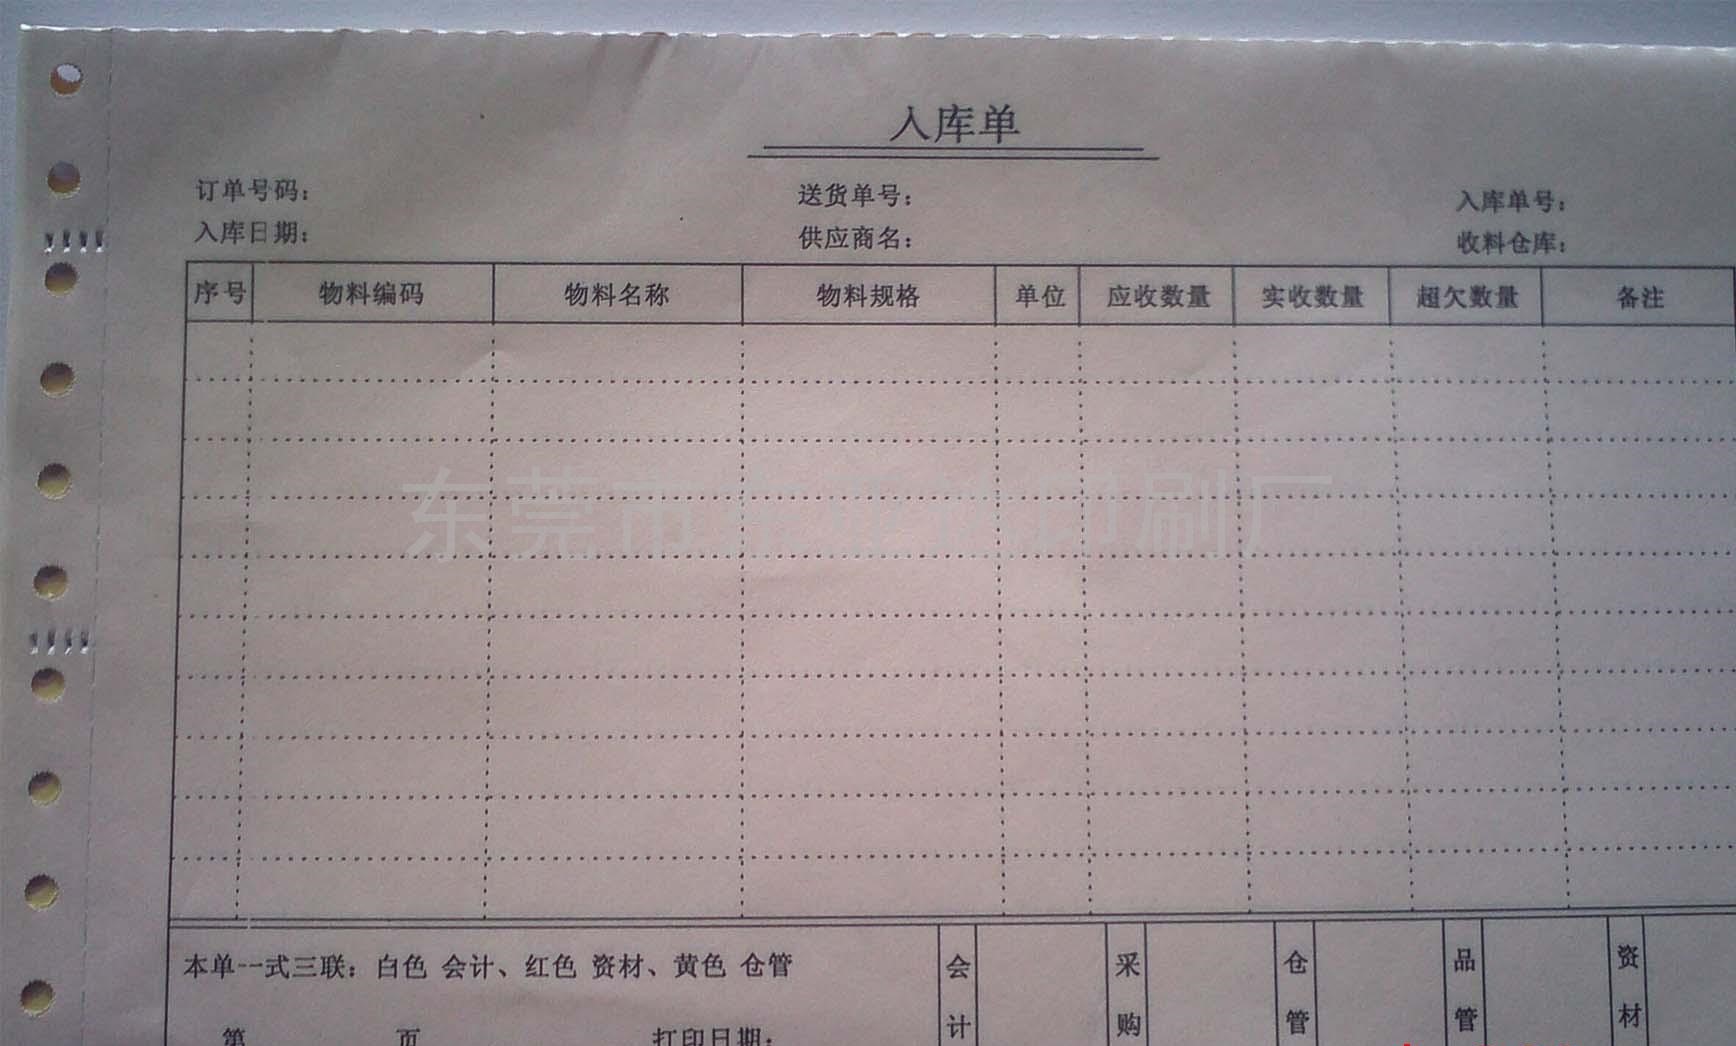 入库单
订单号码： 送货单号： 入库单号：
入库日期： 供应商名： 收料仓库：
序号 物料编码 物料名称 物料规格 单位 应收数量 实收数量 超欠数量 备注
东莞市 印刷厂
本单一式三联：白色 会计、红色 资材、黄色 仓管
会计 采购 仓管 品管 资材
第 页 打印日期：